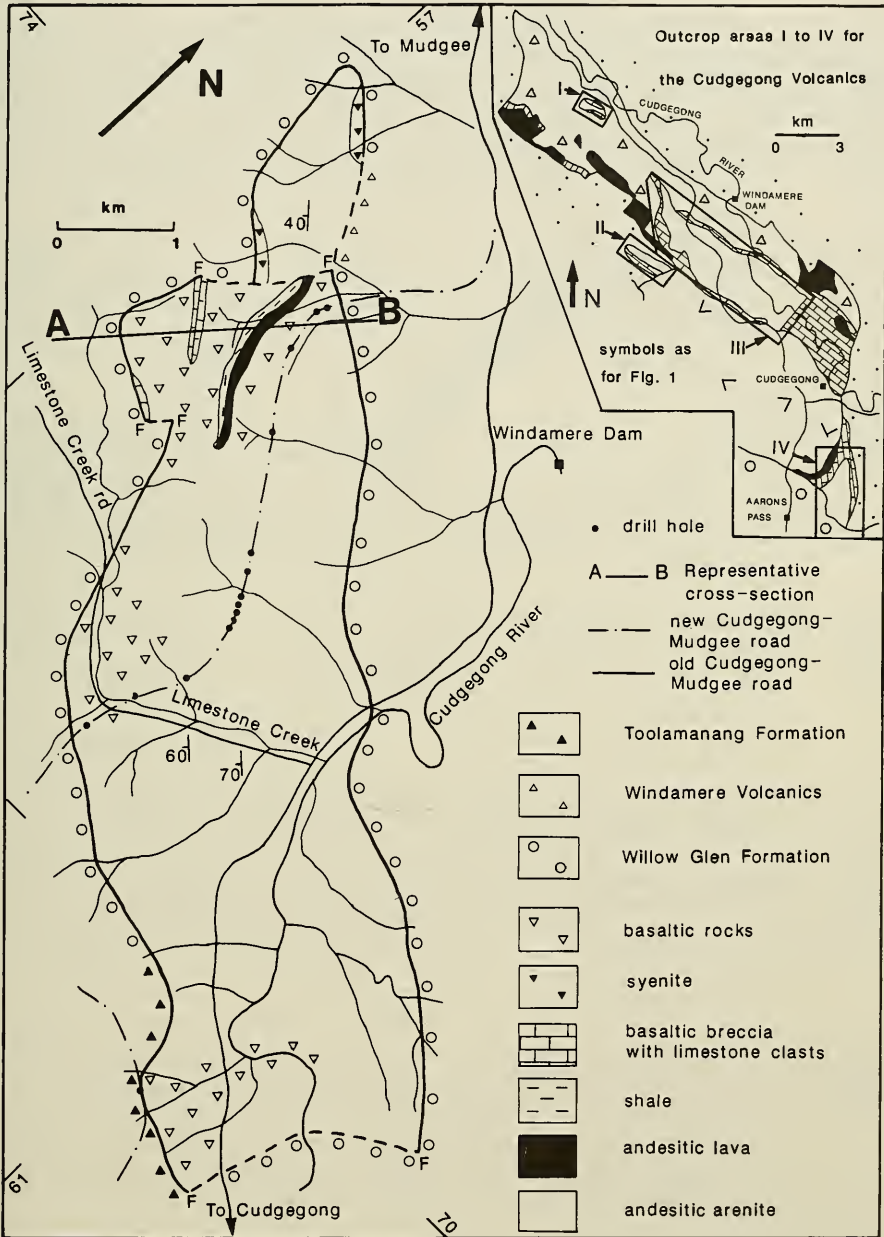 74
57
To Mudgee
N
km
0 1
40
F
F
A
B
F
F
Limestone Creek rd
Windamere Dam
Cudgegong River
Limestone Creek
60
70
F
F
61
To Cudgegong
70
Outcrop areas I to IV for
the Cudgegong Volcanics
I
CUDGEGONG
RIVER
km
0 3
WINDAMERE
DAM
II
N
III
symbols as
for Fig. 1
CUDGEGONG
IV
AARONS
PASS
drill hole
A B Representative
cross-section
new Cudgegong-
Mudgee road
old Cudgegong-
Mudgee road
Toolamanang Formation
Windamere Volcanics
Willow Glen Formation
basaltic rocks
syenite
basaltic breccia
with limestone clasts
shale
andesitic lava
andesitic arenite